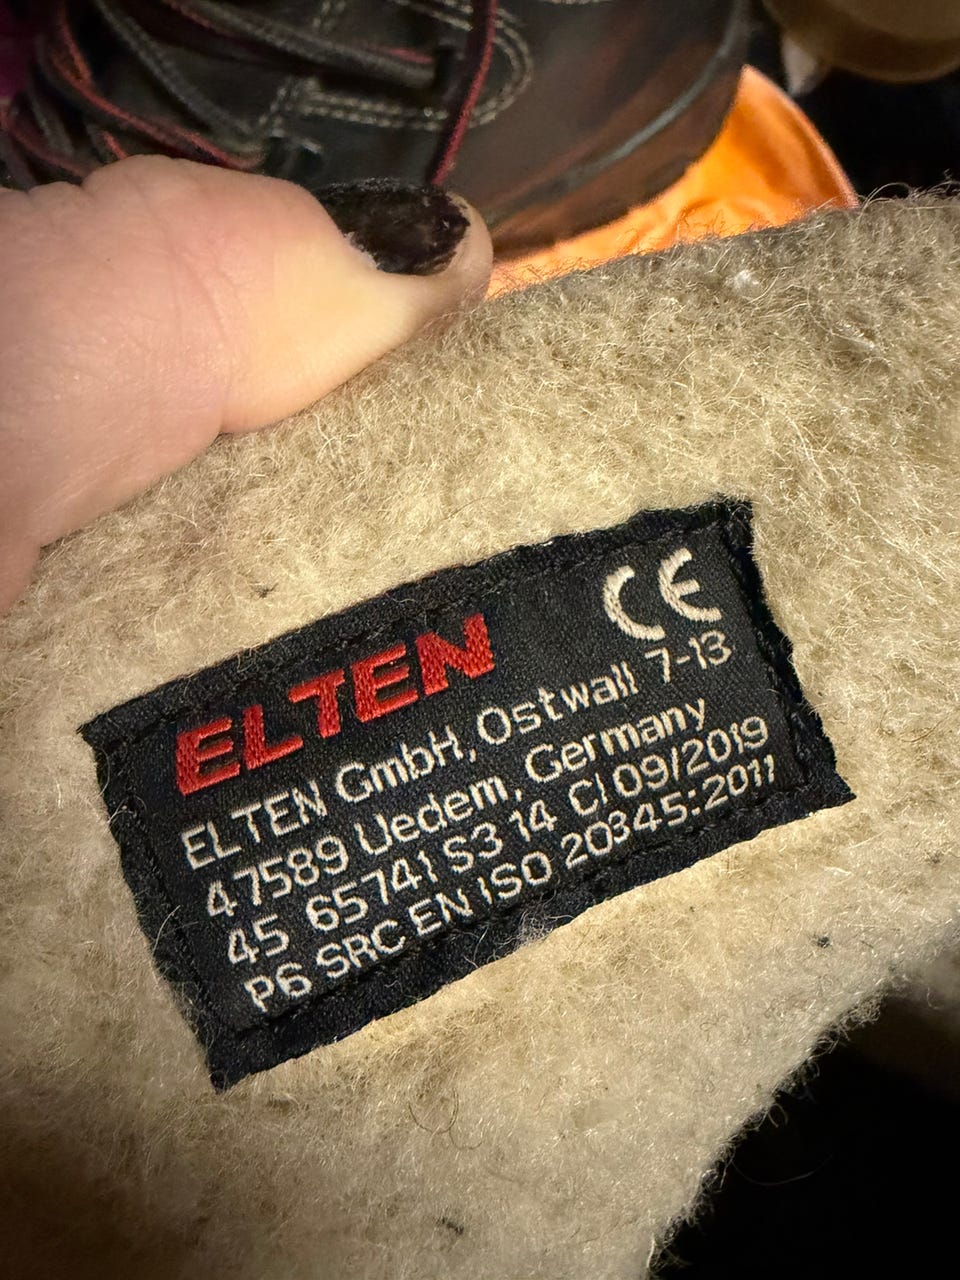 CE
ELTEN
ELTEN GmbH, Ostwall 7-13
47589 Uedem, Germany
45 65741 S3 14 CI 09/2019
P6 SRC EN ISO 20345:2011